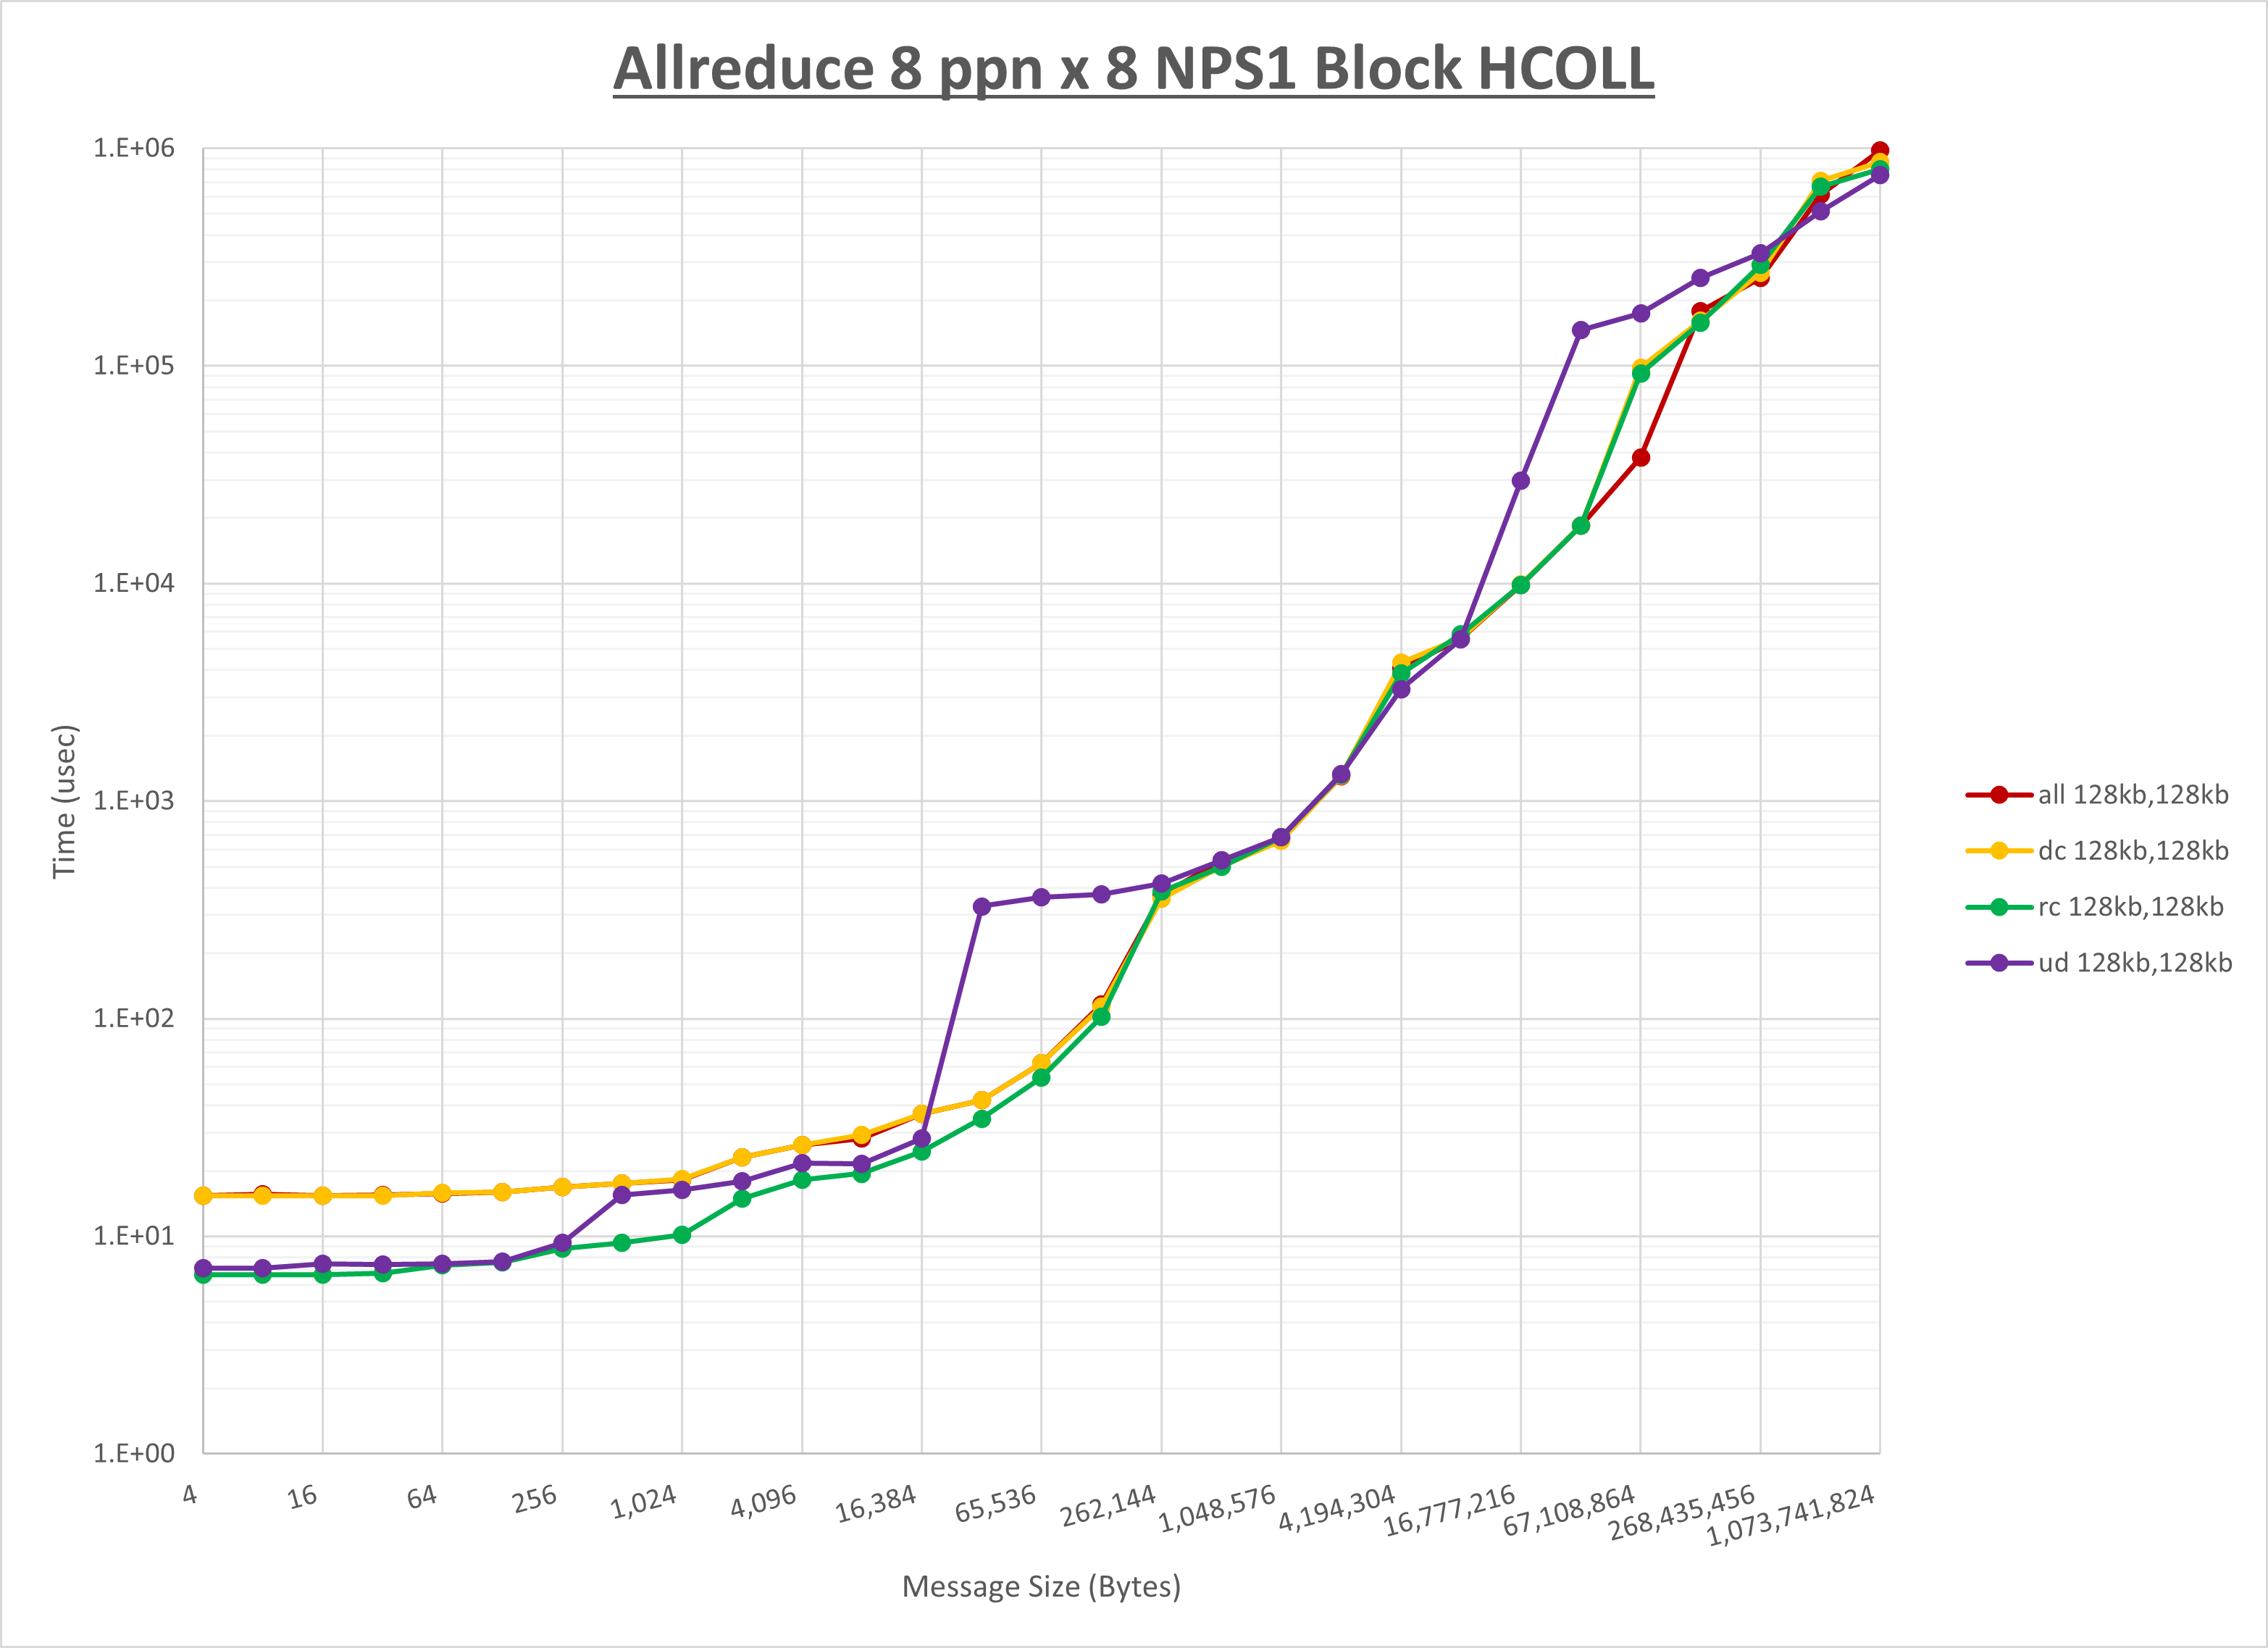 Allreduce 8 ppn x 8 NPS1 Block HCOLL
1.E+06
1.E+05
1.E+04
1.E+03
1.E+02
1.E+01
1.E+00
Time (usec)
all 128kb,128kb
dc 128kb,128kb
rc 128kb,128kb
ud 128kb,128kb
4
16
64
256
1,024
4,096
16,384
65,536
262,144
1,048,576
4,194,304
16,777,216
67,108,864
268,435,456
1,073,741,824
Message Size (Bytes)